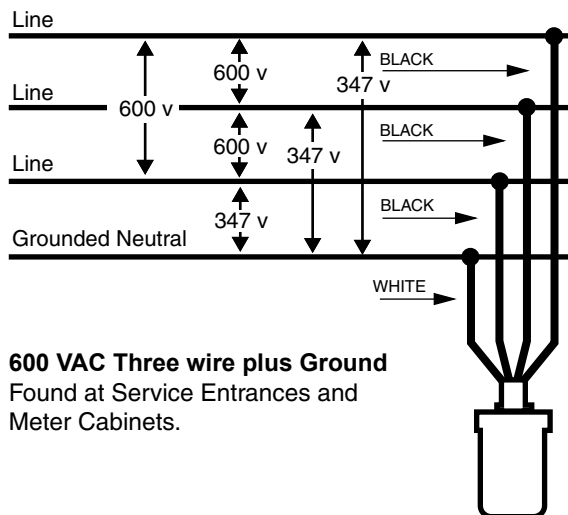 Line
BLACK
600 v
347 v
Line
600 v
BLACK
600 v
347 v
Line
BLACK
347 v
Grounded Neutral
WHITE
600 VAC Three wire plus Ground
Found at Service Entrances and
Meter Cabinets.